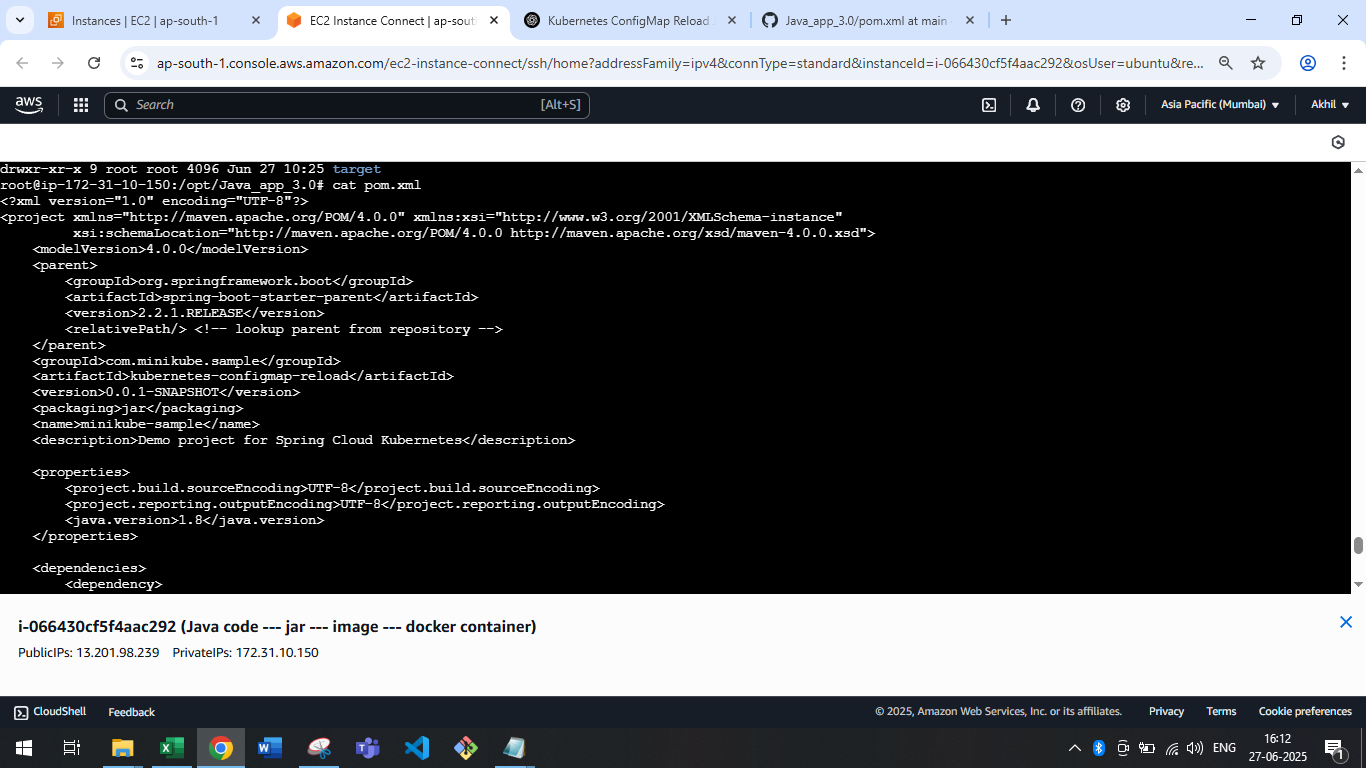 Instances | EC2 | ap-south-1
EC2 Instance Connect | ap-sout
Kubernetes ConfigMap Reload
Java_app_3.0/pom.xml at main
ap-south-1.console.aws.amazon.com/ec2-instance-connect/ssh/home?addressFamily=ipv4&connType=standard&instanceId=i-066430cf5f4aac292&osUser=ubuntu&re...
aws
Search
[Alt+S]
Asia Pacific (Mumbai)
Akhil
drwxr-xr-x 9 root root 4096 Jun 27 10:25 target
root@ip-172-31-10-150:/opt/Java_app_3.0# cat pom.xml
<?xml version="1.0" encoding="UTF-8"?>
<project xmlns="http://maven.apache.org/POM/4.0.0" xmlns:xsi="http://www.w3.org/2001/XMLSchema-instance"
         xsi:schemaLocation="http://maven.apache.org/POM/4.0.0 http://maven.apache.org/xsd/maven-4.0.0.xsd">
    <modelVersion>4.0.0</modelVersion>
    <parent>
        <groupId>org.springframework.boot</groupId>
        <artifactId>spring-boot-starter-parent</artifactId>
        <version>2.2.1.RELEASE</version>
        <relativePath/> <!-- lookup parent from repository -->
    </parent>
    <groupId>com.minikube.sample</groupId>
    <artifactId>kubernetes-configmap-reload</artifactId>
    <version>0.0.1-SNAPSHOT</version>
    <packaging>jar</packaging>
    <name>minikube-sample</name>
    <description>Demo project for Spring Cloud Kubernetes</description>
    <properties>
        <project.build.sourceEncoding>UTF-8</project.build.sourceEncoding>
        <project.reporting.outputEncoding>UTF-8</project.reporting.outputEncoding>
        <java.version>1.8</java.version>
    </properties>
    <dependencies>
        <dependency>
i-066430cf5f4aac292 (Java code --- jar --- image --- docker container)
PublicIPs: 13.201.98.239 PrivateIPs: 172.31.10.150
CloudShell
Feedback
© 2025, Amazon Web Services, Inc. or its affiliates.
Privacy
Terms
Cookie preferences
ENG
16:12
27-06-2025
1